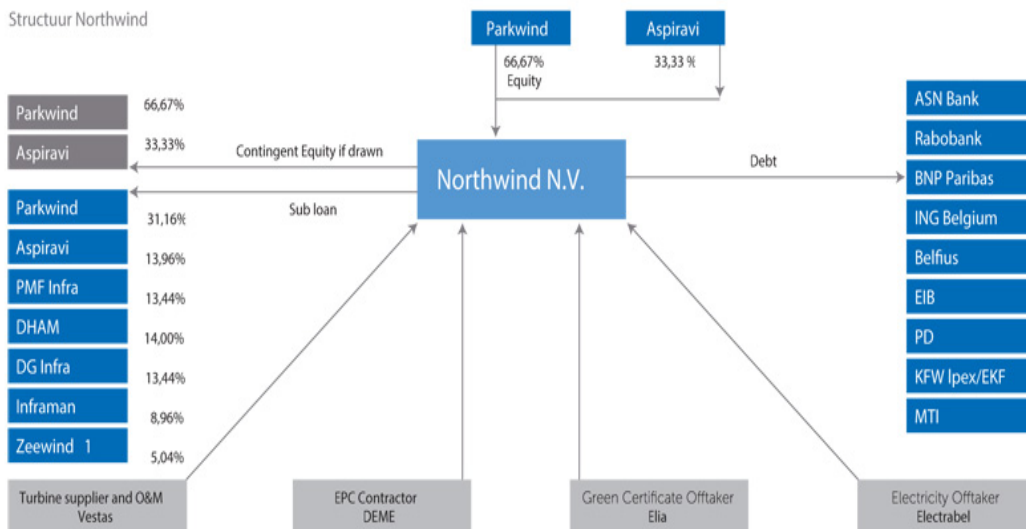 Structuur Northwind
Parkwind
Aspiravi
66,67%
Equity
33,33 %
Parkwind
66,67%
Aspiravi
33,33%
Contingent Equity if drawn
Sub loan
Northwind N.V.
Debt
Parkwind
31,16%
Aspiravi
13,96%
PMF Infra
13,44%
DHAM
14,00%
DG Infra
13,44%
Inframan
8,96%
Zeewind 1
5,04%
ASN Bank
Rabobank
BNP Paribas
ING Belgium
Belfius
EIB
PD
KFW Ipex/EKF
MTI
Turbine supplier and O&M
Vestas
EPC Contractor
DEME
Green Certificate Offtaker
Elia
Electricity Offtaker
Electrabel